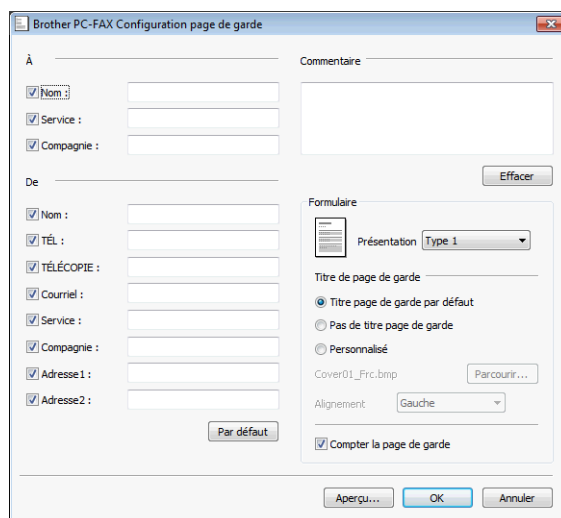 Brother PC-FAX Configuration page de garde
À
Nom :
Service :
Compagnie :
De
Nom :
TÉL :
TÉLÉCOPIE :
Courriel :
Service :
Compagnie :
Adresse1 :
Adresse2 :
Par défaut
Commentaire
Effacer
Formulaire
Présentation Type 1
Titre de page de garde
Titre page de garde par défaut
Pas de titre page de garde
Personnalisé
Cover01_Frc.bmp Parcourir...
Alignement Gauche
Compter la page de garde
Aperçu... OK Annuler